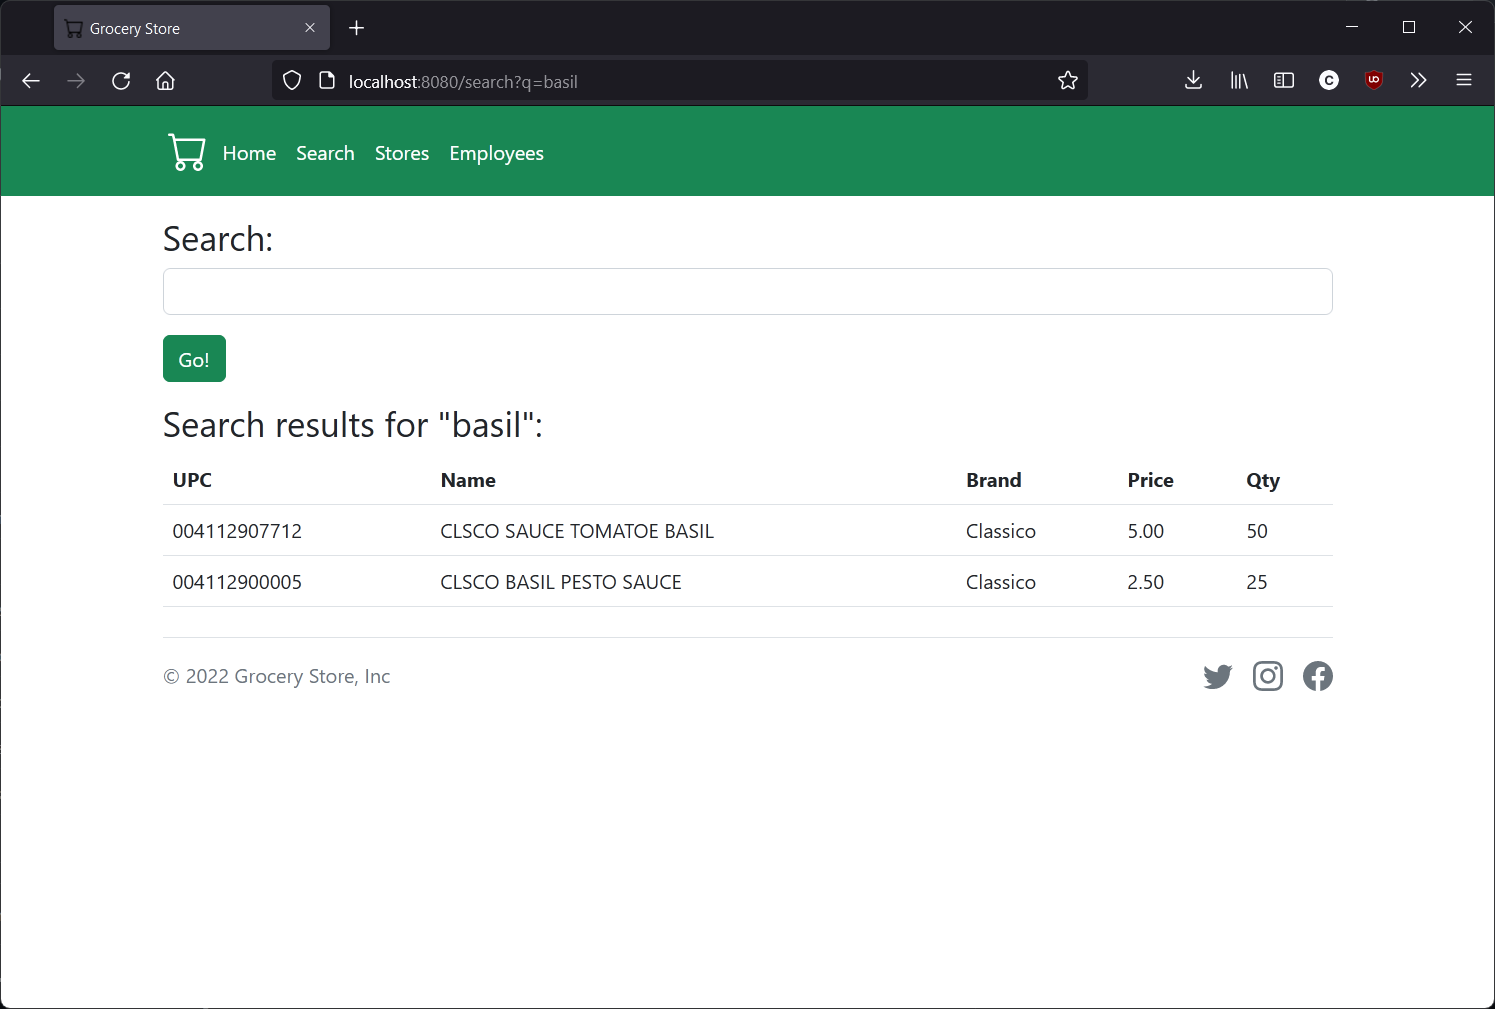 Grocery Store
localhost:8080/search?q=basil
Home Search Stores Employees
Search:
Go!
Search results for "basil":
UPC Name Brand Price Qty
004112907712 CLSCO SAUCE TOMATOE BASIL Classico 5.00 50
004112900005 CLSCO BASIL PESTO SAUCE Classico 2.50 25
© 2022 Grocery Store, Inc